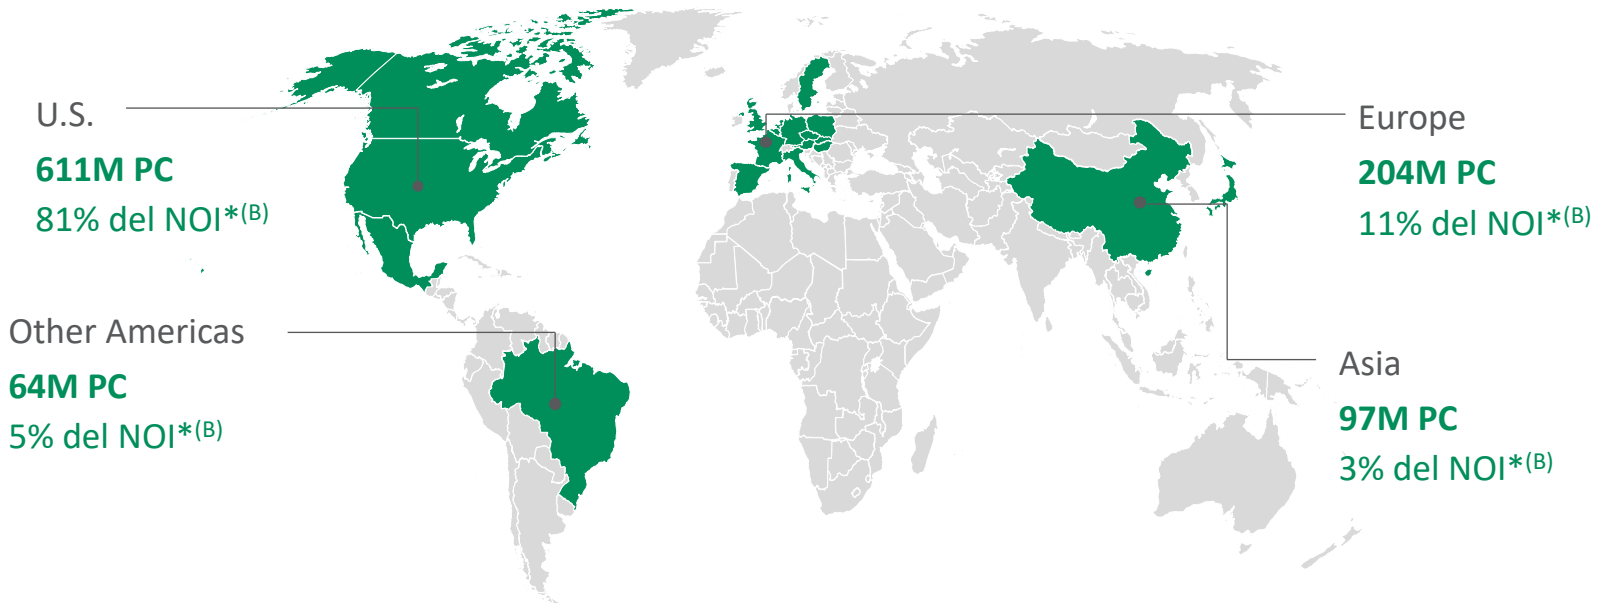 U.S.
611M PC
81% del NOI*(B)
Other Americas
64M PC
5% del NOI*(B)
Europe
204M PC
11% del NOI*(B)
Asia
97M PC
3% del NOI*(B)